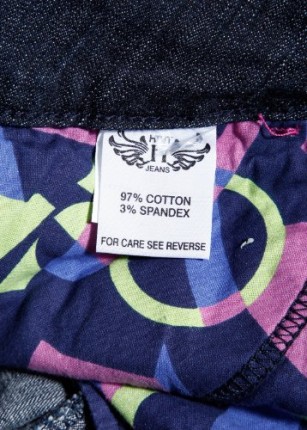 H
JEANS
97% COTTON
3% SPANDEX
FOR CARE SEE REVERSE